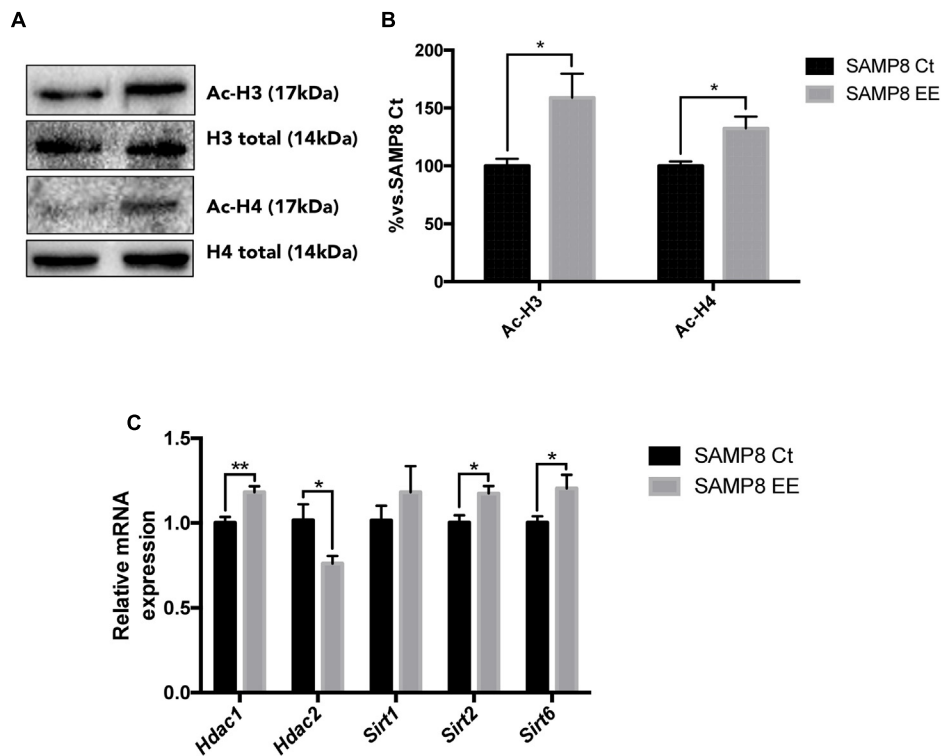 A
Ac-H3 (17kDa)
H3 total (14kDa)
Ac-H4 (17kDa)
H4 total (14kDa)
B
%vs.SAMP8 Ct
200
150
100
50
0
*
*
Ac-H3
Ac-H4
SAMP8 Ct
SAMP8 EE
C
Relative mRNA
expression
1.5
1.0
0.5
0.0
**
*
*
*
Hdac1
Hdac2
Sirt1
Sirt2
Sirt6
SAMP8 Ct
SAMP8 EE